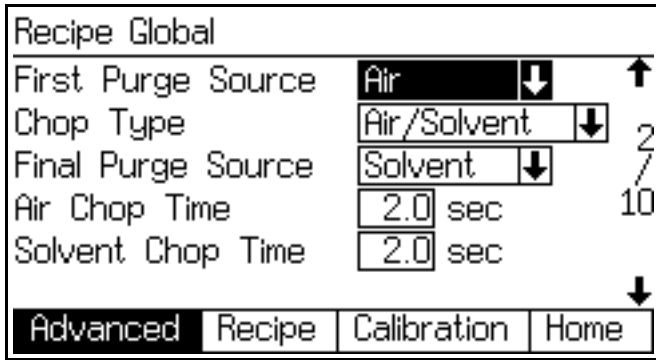 Recipe Global
First Purge Source Air
Chop Type Air/Solvent
Final Purge Source Solvent
Air Chop Time 2.0 sec
Solvent Chop Time 2.0 sec
2
/
10
Advanced Recipe Calibration Home